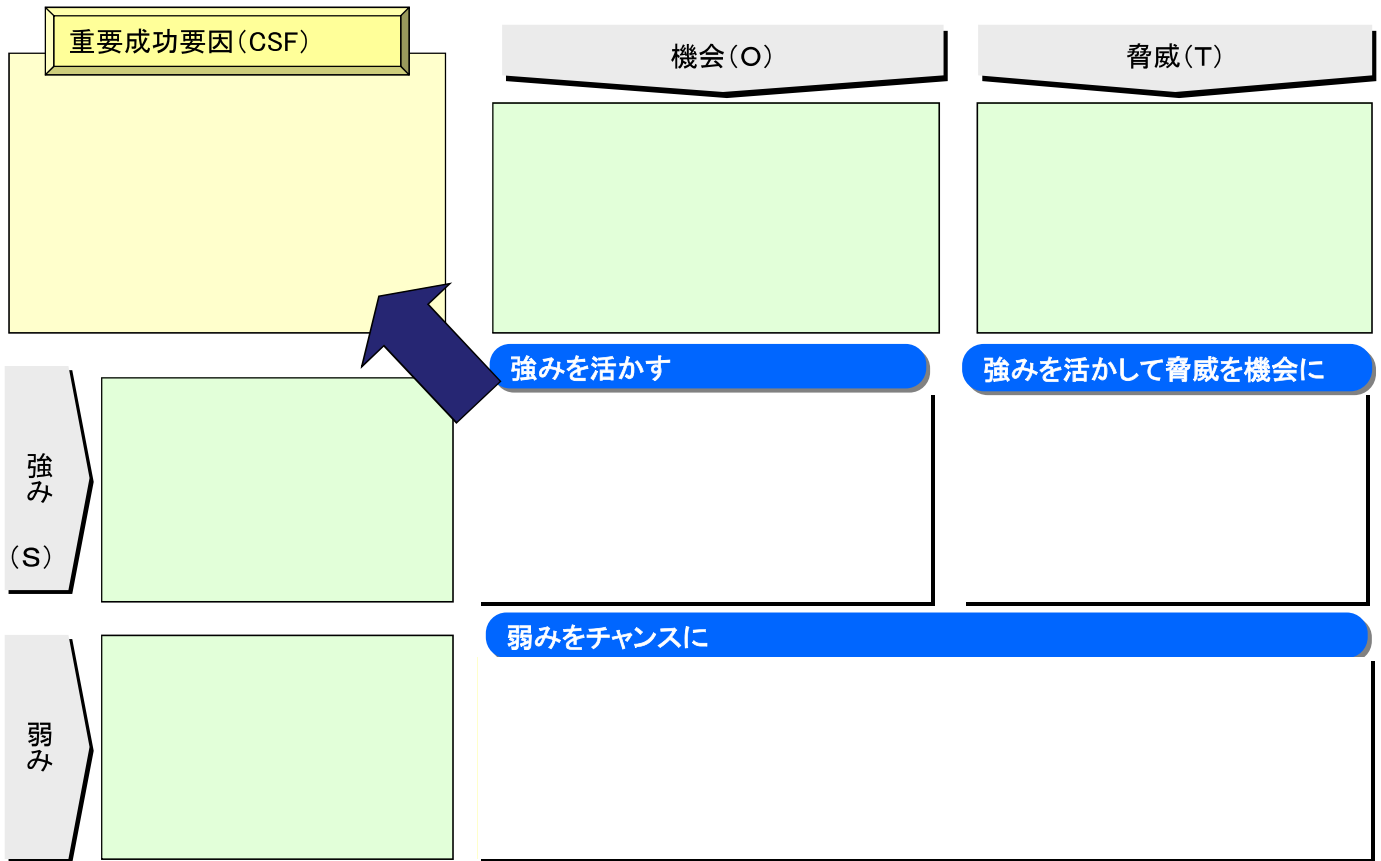 重要成功要因(CSF)
機会(O)
脅威(T)
強みを活かす
強みを活かして脅威を機会に
強み
(S)
弱みをチャンスに
弱み